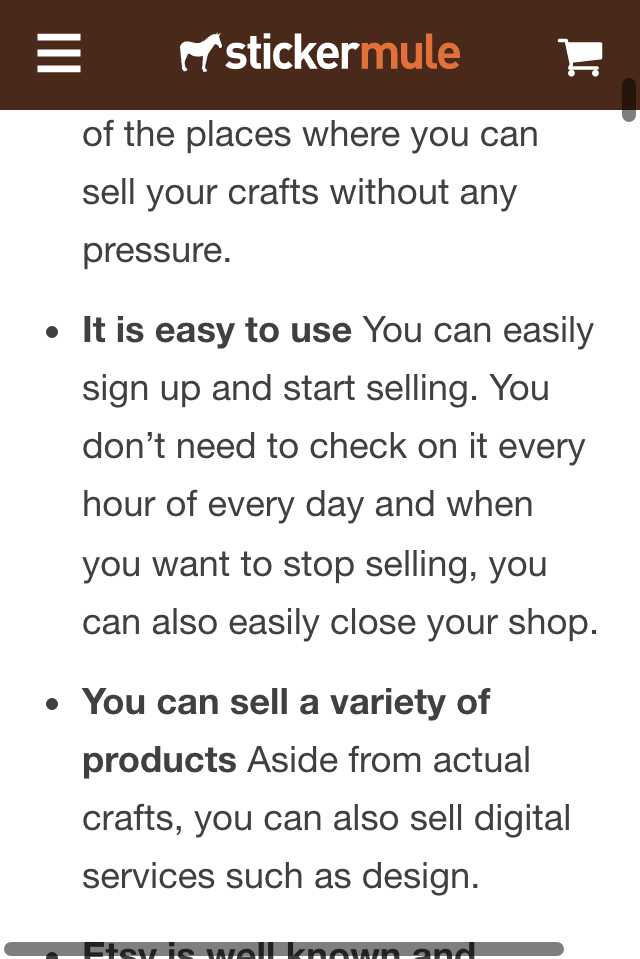 stickermule
of the places where you can
sell your crafts without any
pressure.
• It is easy to use You can easily
sign up and start selling. You
don’t need to check on it every
hour of every day and when
you want to stop selling, you
can also easily close your shop.
• You can sell a variety of
products Aside from actual
crafts, you can also sell digital
services such as design.
• Etsy is well known and